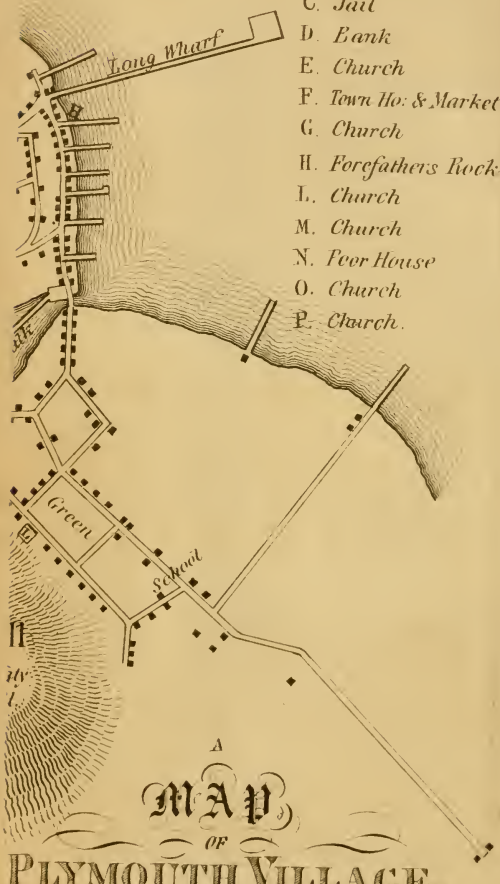 C. Jail
D. Bank
E. Church
F. Town Ho: & Market
G. Church
H. Forefathers Rock
L. Church
M. Church
N. Poor House
O. Church
P. Church.
Long Wharf
H
Green
L
School
A
MAP
OF
PLYMOUTH VILLAGE